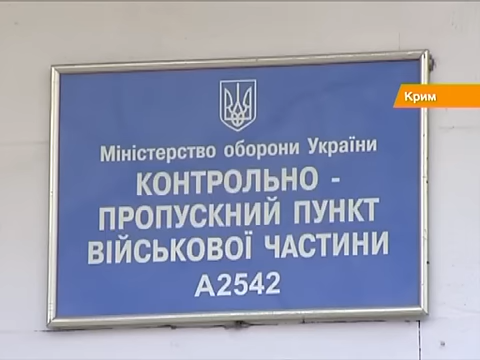 Крим
Міністерство оборони України
КОНТРОЛЬНО -
ПРОПУСКНИЙ ПУНКТ
ВІЙСЬКОВОЇ ЧАСТИНИ
А2542